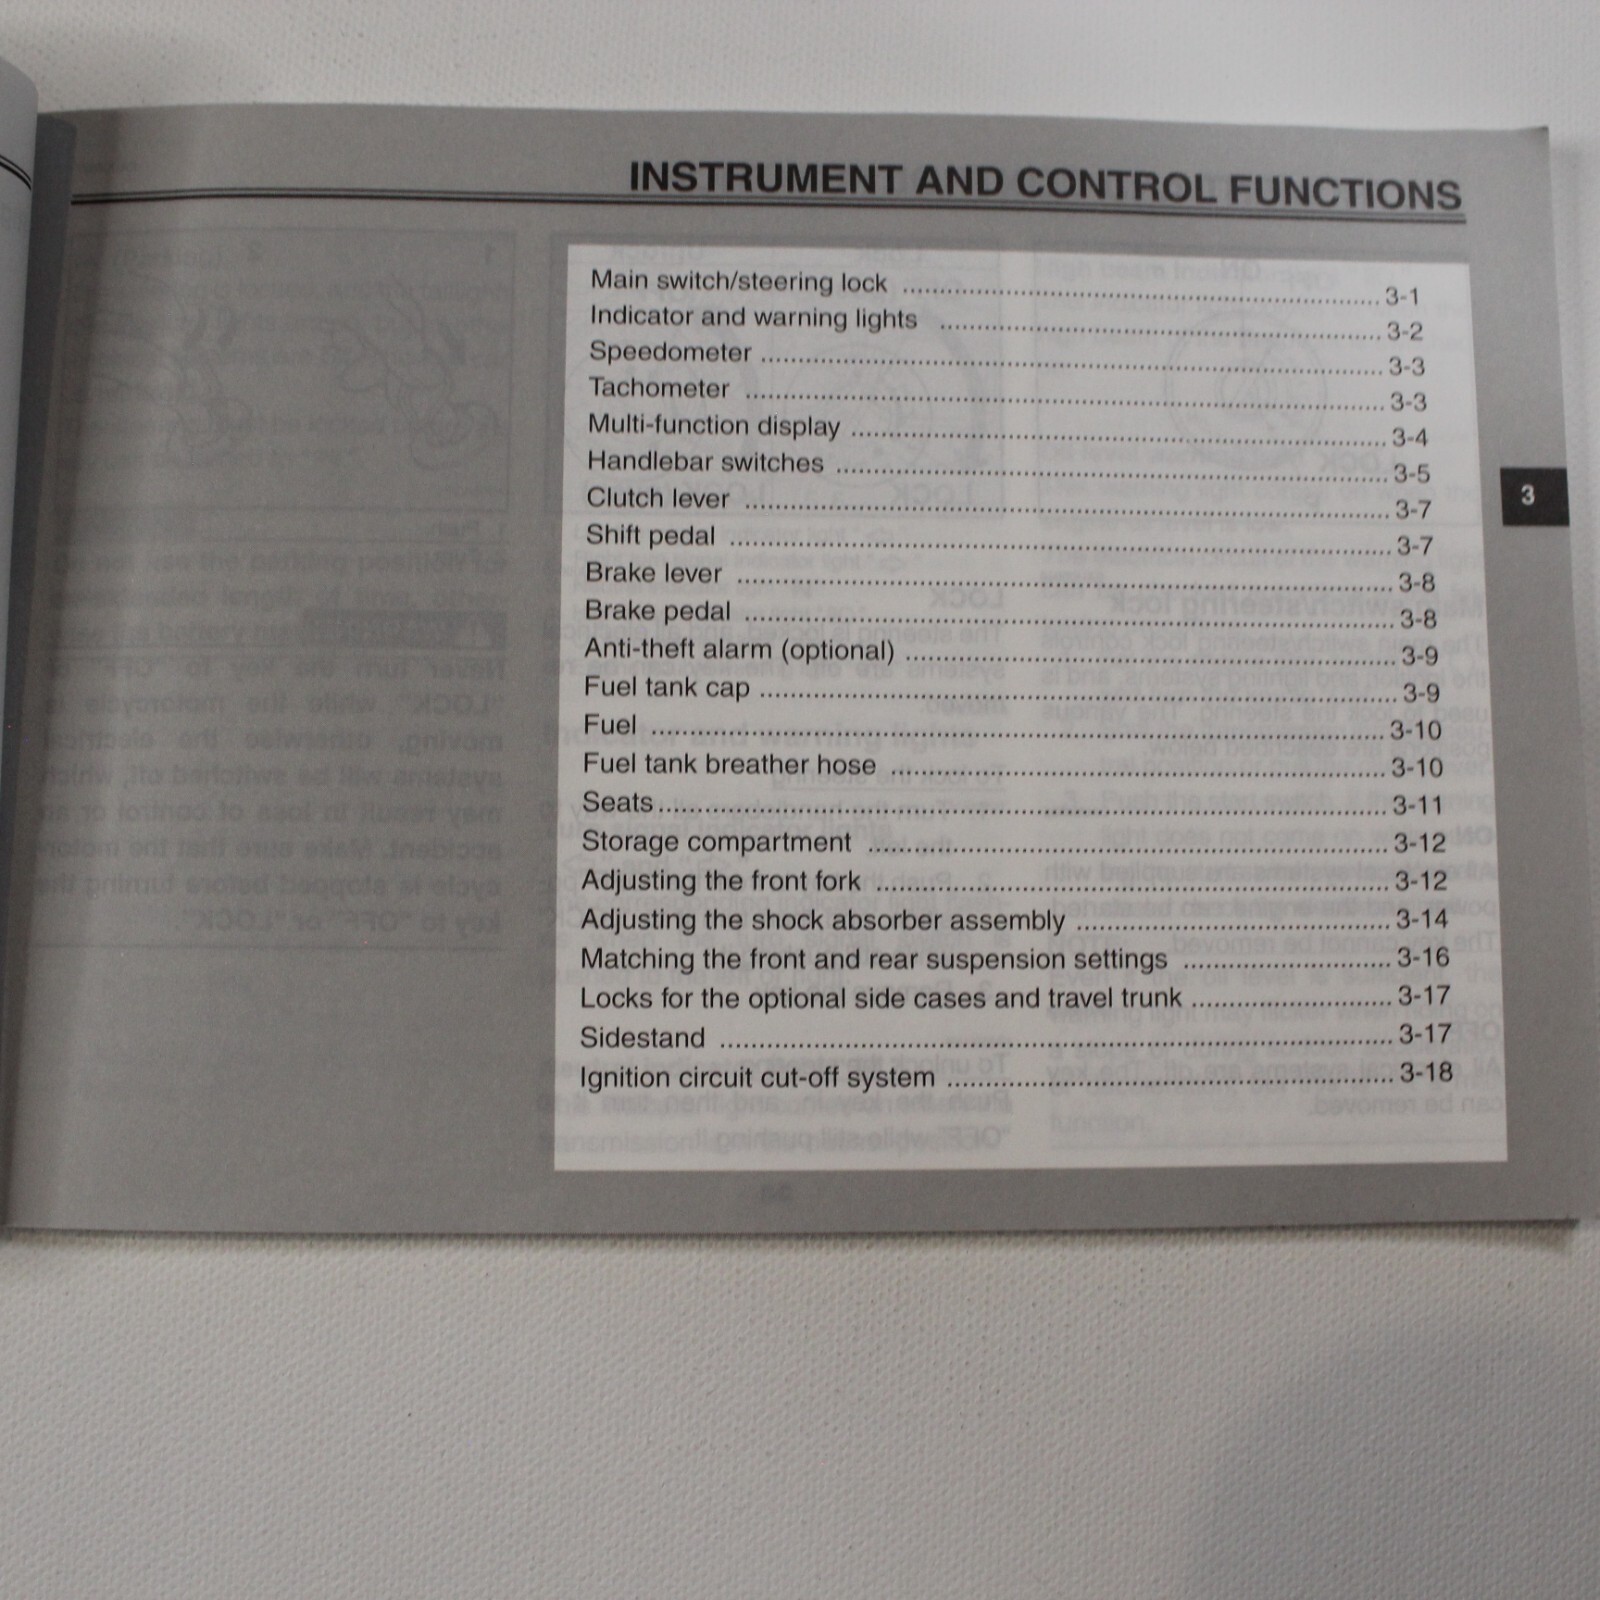 INSTRUMENT AND CONTROL FUNCTIONS
Main switch/steering lock ........ 3-1
Indicator and warning lights ........ 3-2
Speedometer ........ 3-3
Tachometer ........ 3-3
Multi-function display ........ 3-4
Handlebar switches ........ 3-5
Clutch lever ........ 3-7
Shift pedal ........ 3-7
Brake lever ........ 3-8
Brake pedal ........ 3-8
Anti-theft alarm (optional) ........ 3-9
Fuel tank cap ........ 3-9
Fuel ........ 3-10
Fuel tank breather hose ........ 3-10
Seats ........ 3-11
Storage compartment ........ 3-12
Adjusting the front fork ........ 3-12
Adjusting the shock absorber assembly ........ 3-14
Matching the front and rear suspension settings ........ 3-16
Locks for the optional side cases and travel trunk ........ 3-17
Sidestand ........ 3-17
Ignition circuit cut-off system ........ 3-18
3